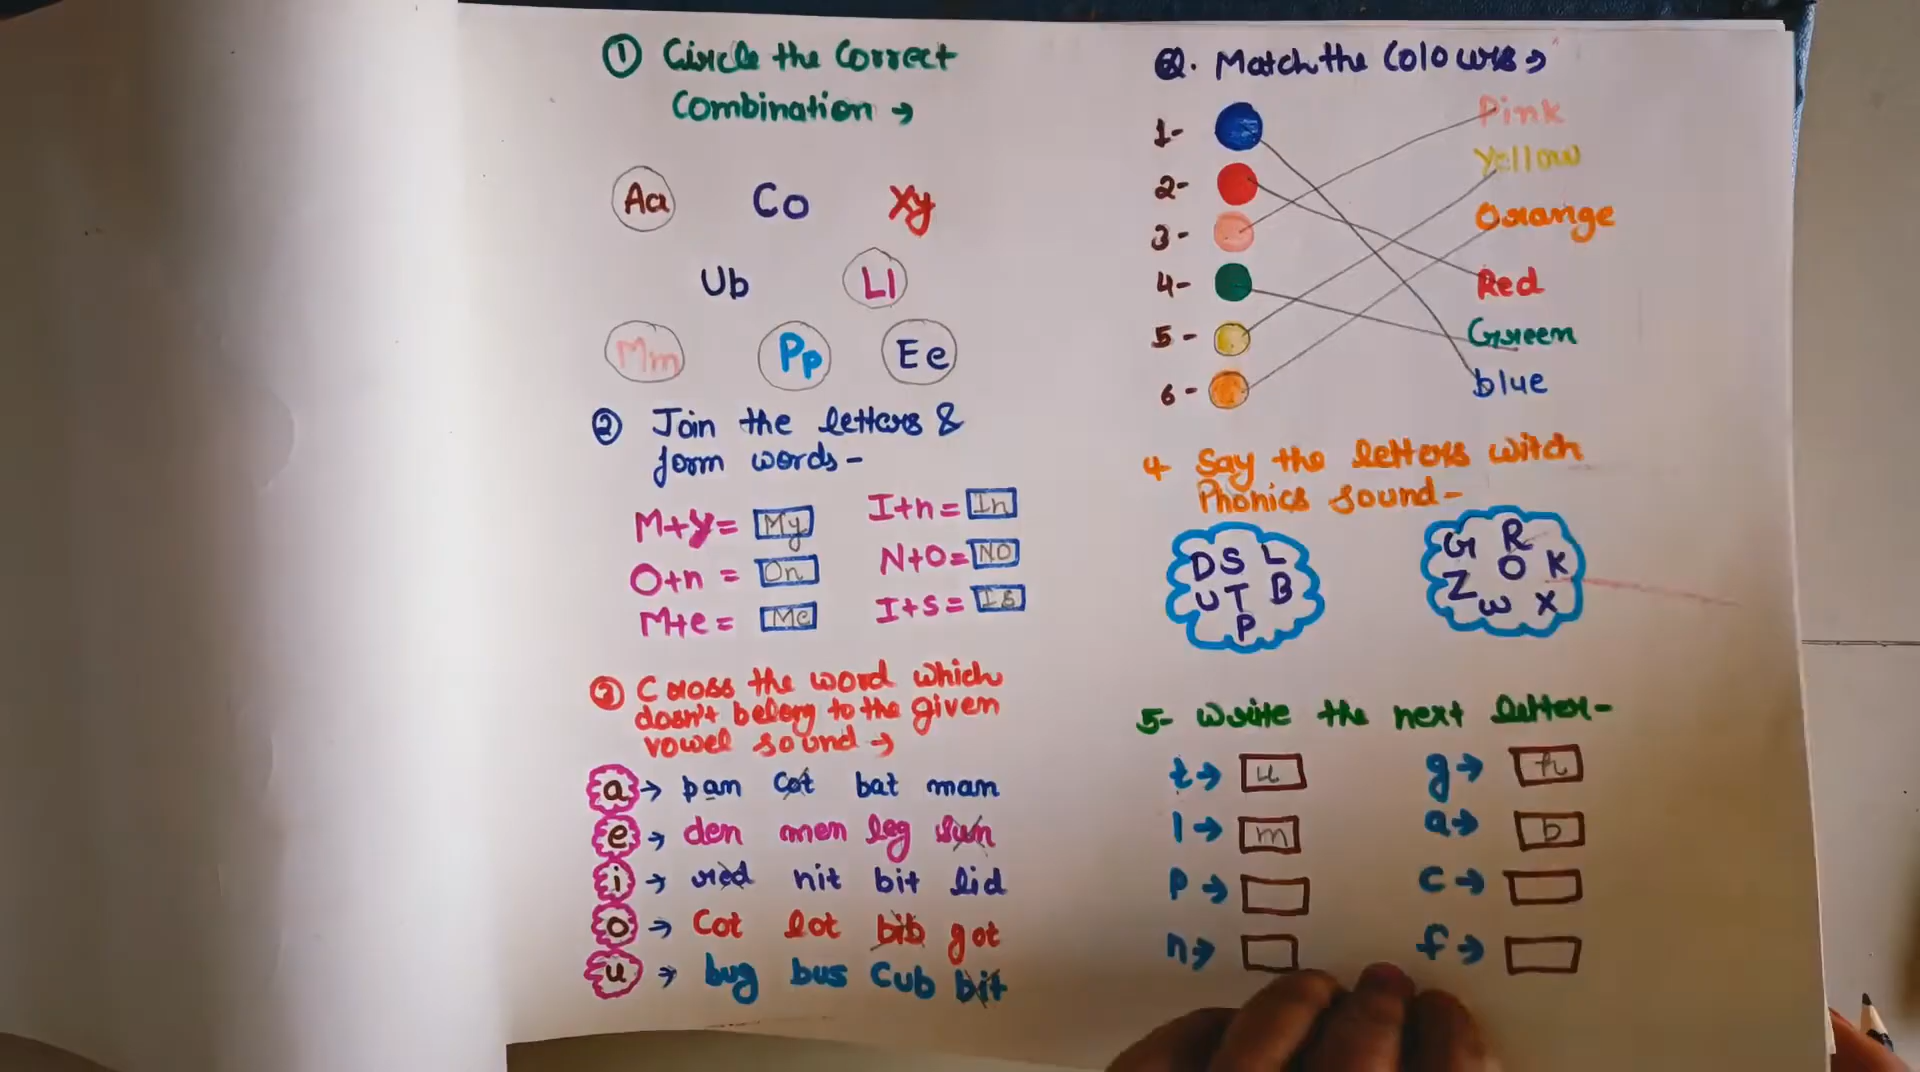 ① Circle the Correct
Combination →
Aa Co Xy
Ub Ll
Mm Pp Ee
② Join the letters &
form words-
M+y= My
I+n= In
O+n = On
N+O= NO
M+e = Me
I+S= Is
③ Cross the word which
dosn't belong to the given
vowel sound →
a → pan cot bat man
e → den men leg sun
i → red nit bit lid
o → Cot lot bib got
u → bug bus Cub bit
Q. Match the Colours →
1- Pink
2- Yellow
3- Orange
4- Red
5- Green
6- blue
4 Say the letters witch
Phonics sound-
D S L
U T B
P
G R
Z O K
W X
5- write the next letter-
t → u
g → h
l → m
a → b
p →
c →
n →
f →